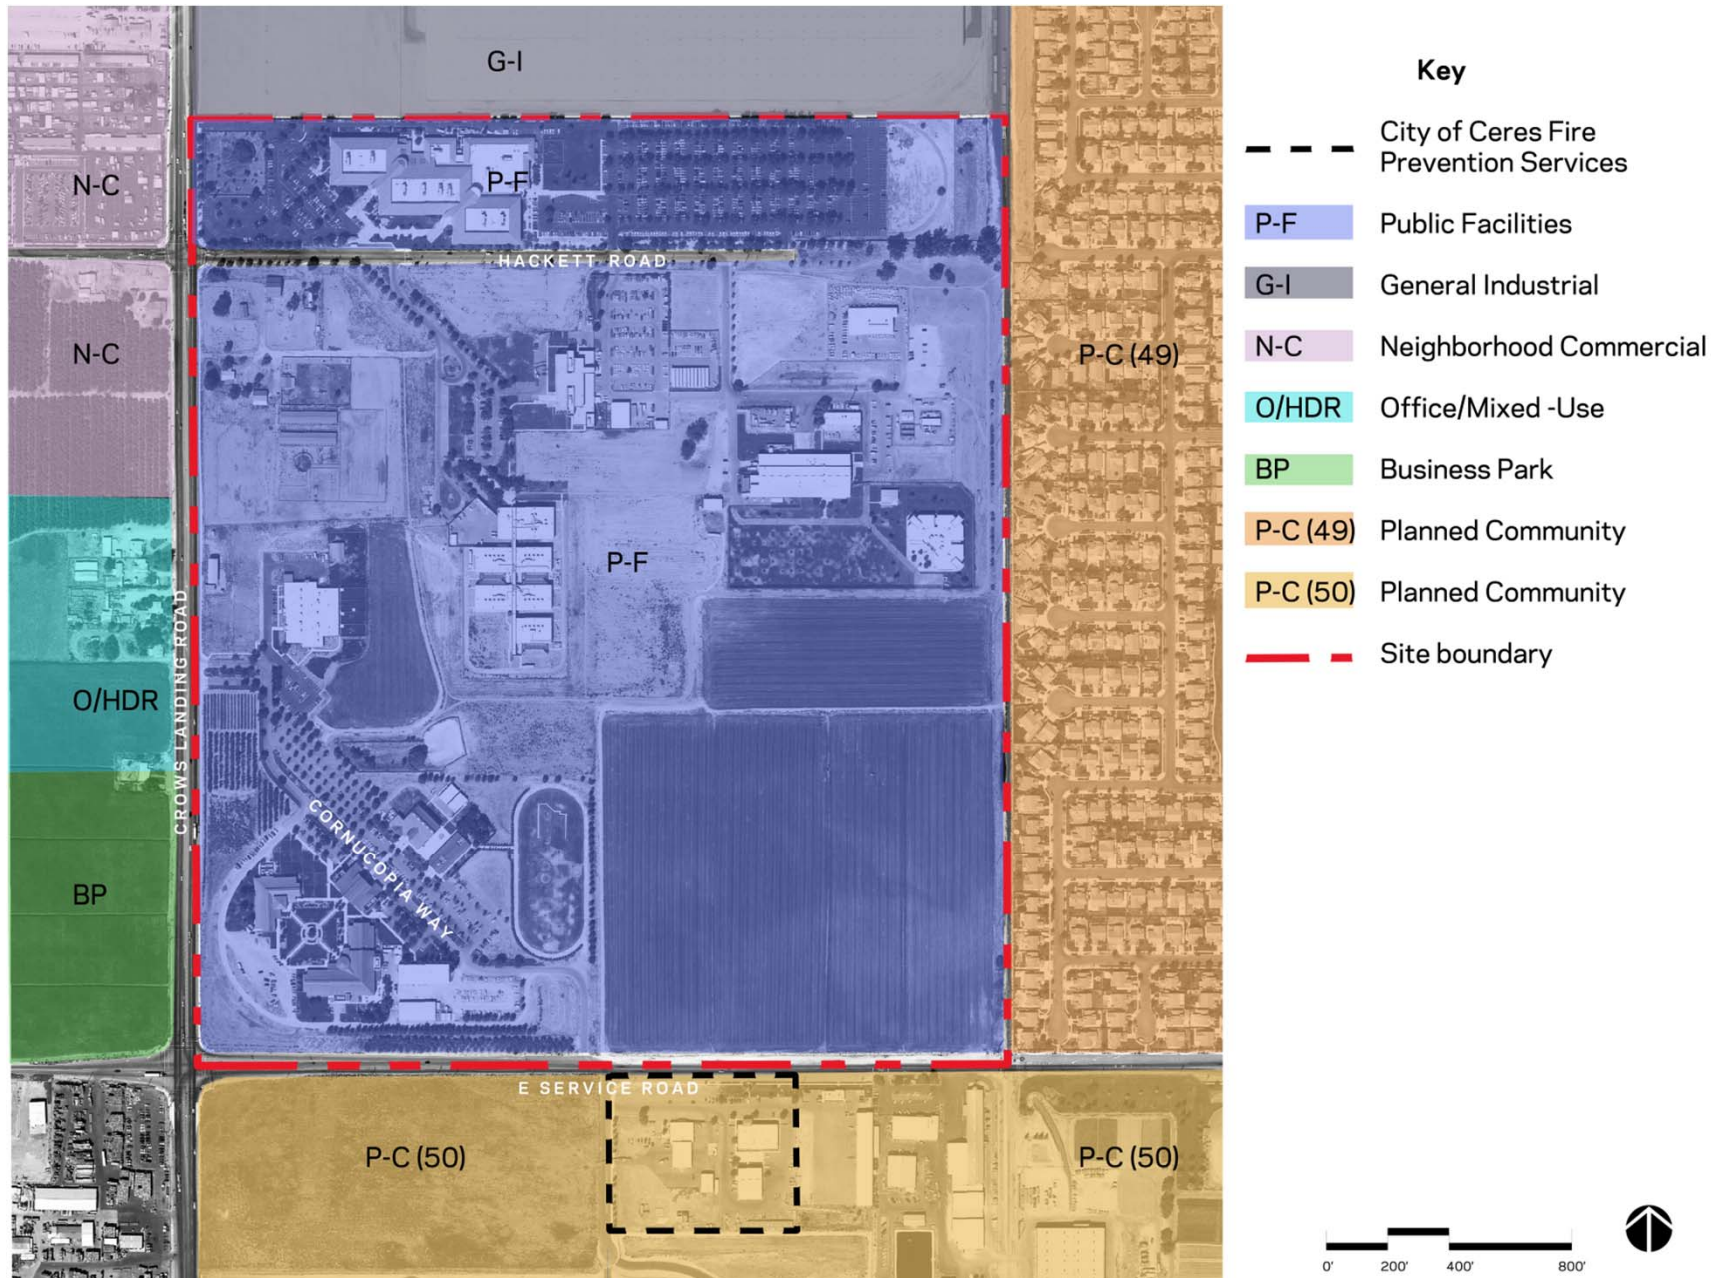 G-I
N-C
P-F
HACKETT ROAD
N-C
P-C (49)
P-F
O/HDR
CROWS LANDING ROAD
CORNUCOPIA WAY
BP
E SERVICE ROAD
P-C (50)
P-C (50)
Key
City of Ceres Fire
Prevention Services
P-F Public Facilities
G-I General Industrial
N-C Neighborhood Commercial
O/HDR Office/Mixed -Use
BP Business Park
P-C (49) Planned Community
P-C (50) Planned Community
Site boundary
0' 200' 400' 800'